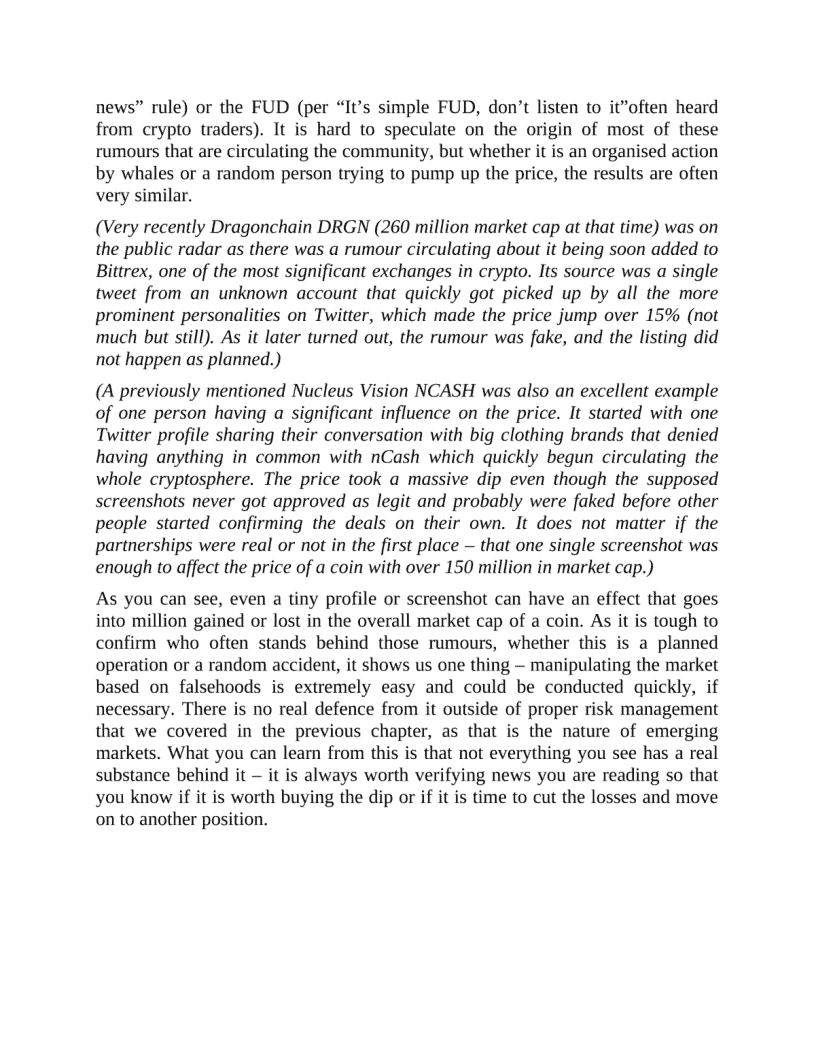 news” rule) or the FUD (per “It’s simple FUD, don’t listen to it”often heard
from crypto traders). It is hard to speculate on the origin of most of these
rumours that are circulating the community, but whether it is an organised action
by whales or a random person trying to pump up the price, the results are often
very similar.
(Very recently Dragonchain DRGN (260 million market cap at that time) was on
the public radar as there was a rumour circulating about it being soon added to
Bittrex, one of the most significant exchanges in crypto. Its source was a single
tweet from an unknown account that quickly got picked up by all the more
prominent personalities on Twitter, which made the price jump over 15% (not
much but still). As it later turned out, the rumour was fake, and the listing did
not happen as planned.)
(A previously mentioned Nucleus Vision NCASH was also an excellent example
of one person having a significant influence on the price. It started with one
Twitter profile sharing their conversation with big clothing brands that denied
having anything in common with nCash which quickly begun circulating the
whole cryptosphere. The price took a massive dip even though the supposed
screenshots never got approved as legit and probably were faked before other
people started confirming the deals on their own. It does not matter if the
partnerships were real or not in the first place – that one single screenshot was
enough to affect the price of a coin with over 150 million in market cap.)
As you can see, even a tiny profile or screenshot can have an effect that goes
into million gained or lost in the overall market cap of a coin. As it is tough to
confirm who often stands behind those rumours, whether this is a planned
operation or a random accident, it shows us one thing – manipulating the market
based on falsehoods is extremely easy and could be conducted quickly, if
necessary. There is no real defence from it outside of proper risk management
that we covered in the previous chapter, as that is the nature of emerging
markets. What you can learn from this is that not everything you see has a real
substance behind it – it is always worth verifying news you are reading so that
you know if it is worth buying the dip or if it is time to cut the losses and move
on to another position.